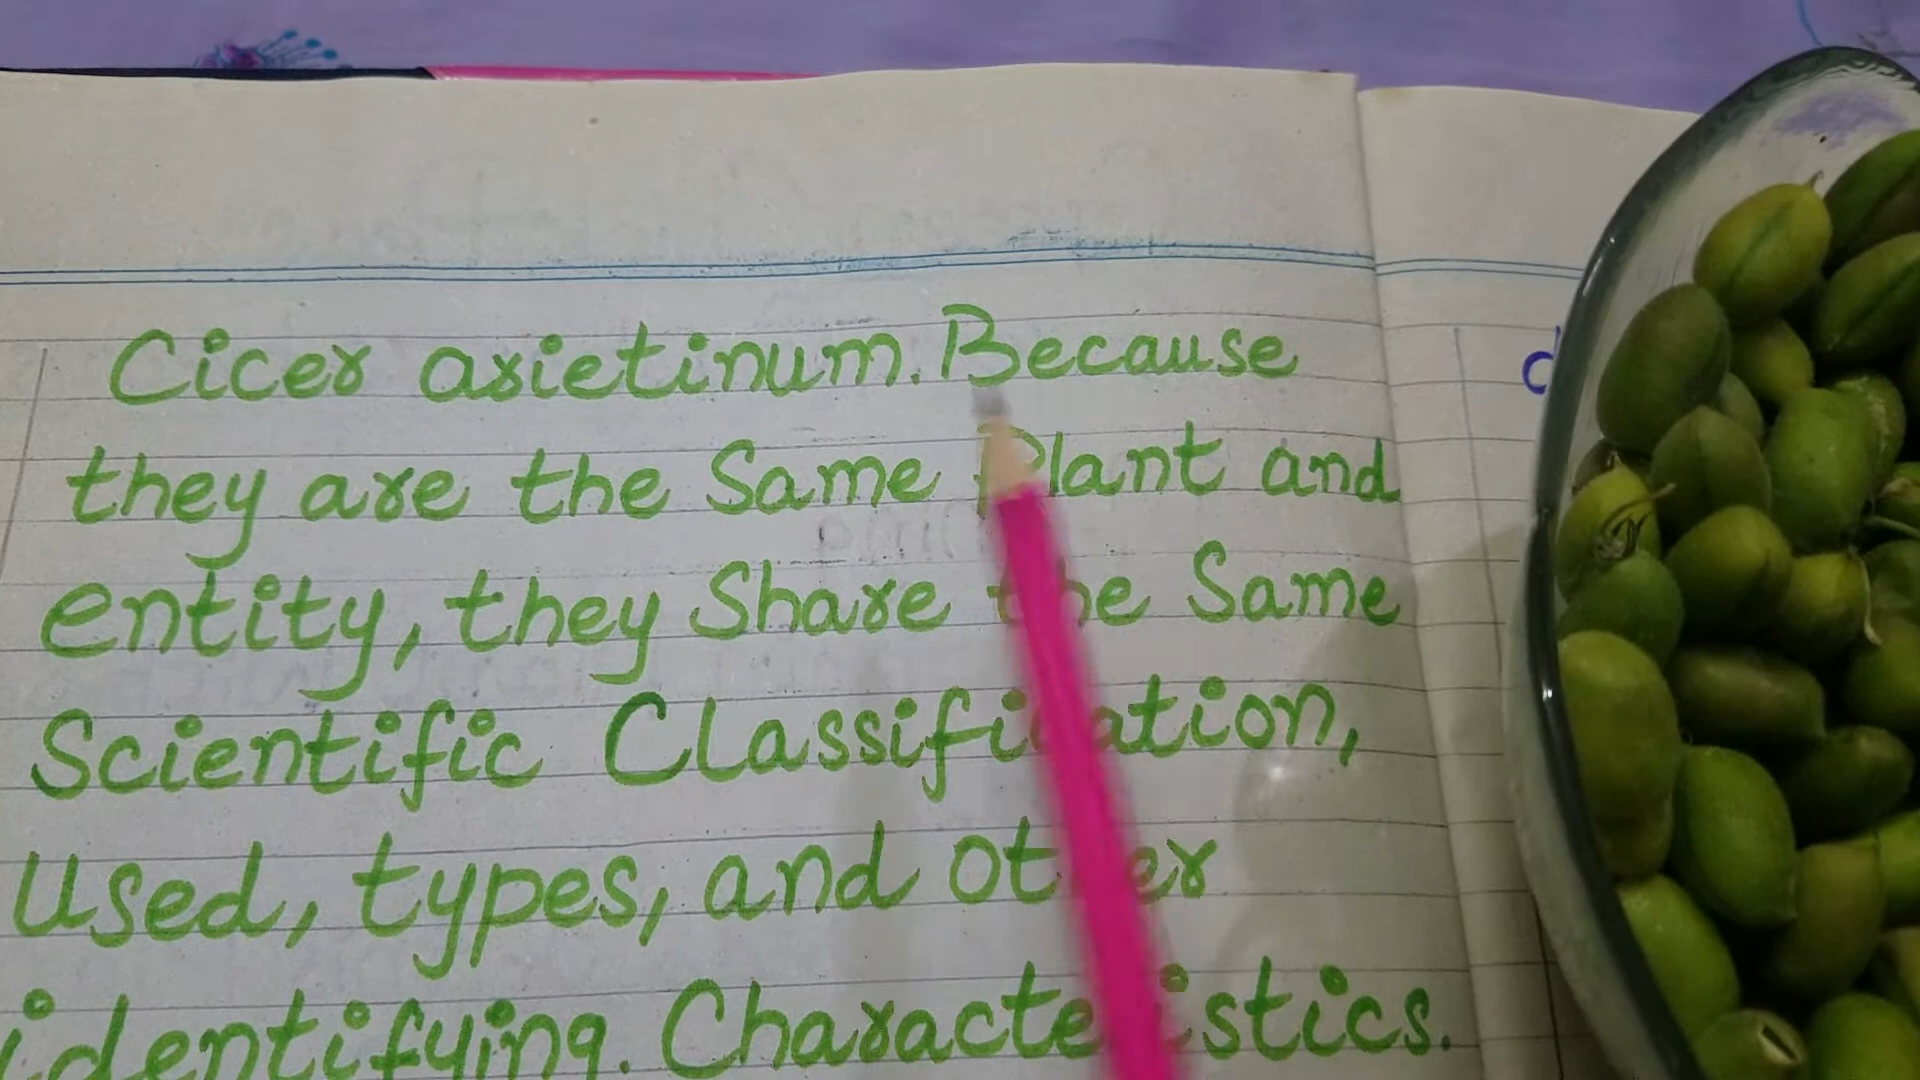 Cicer arietinum. Because
they are the Same Plant and
entity, they Share the Same
Scientific Classification,
Used, types, and other
identifying. Characteristics.